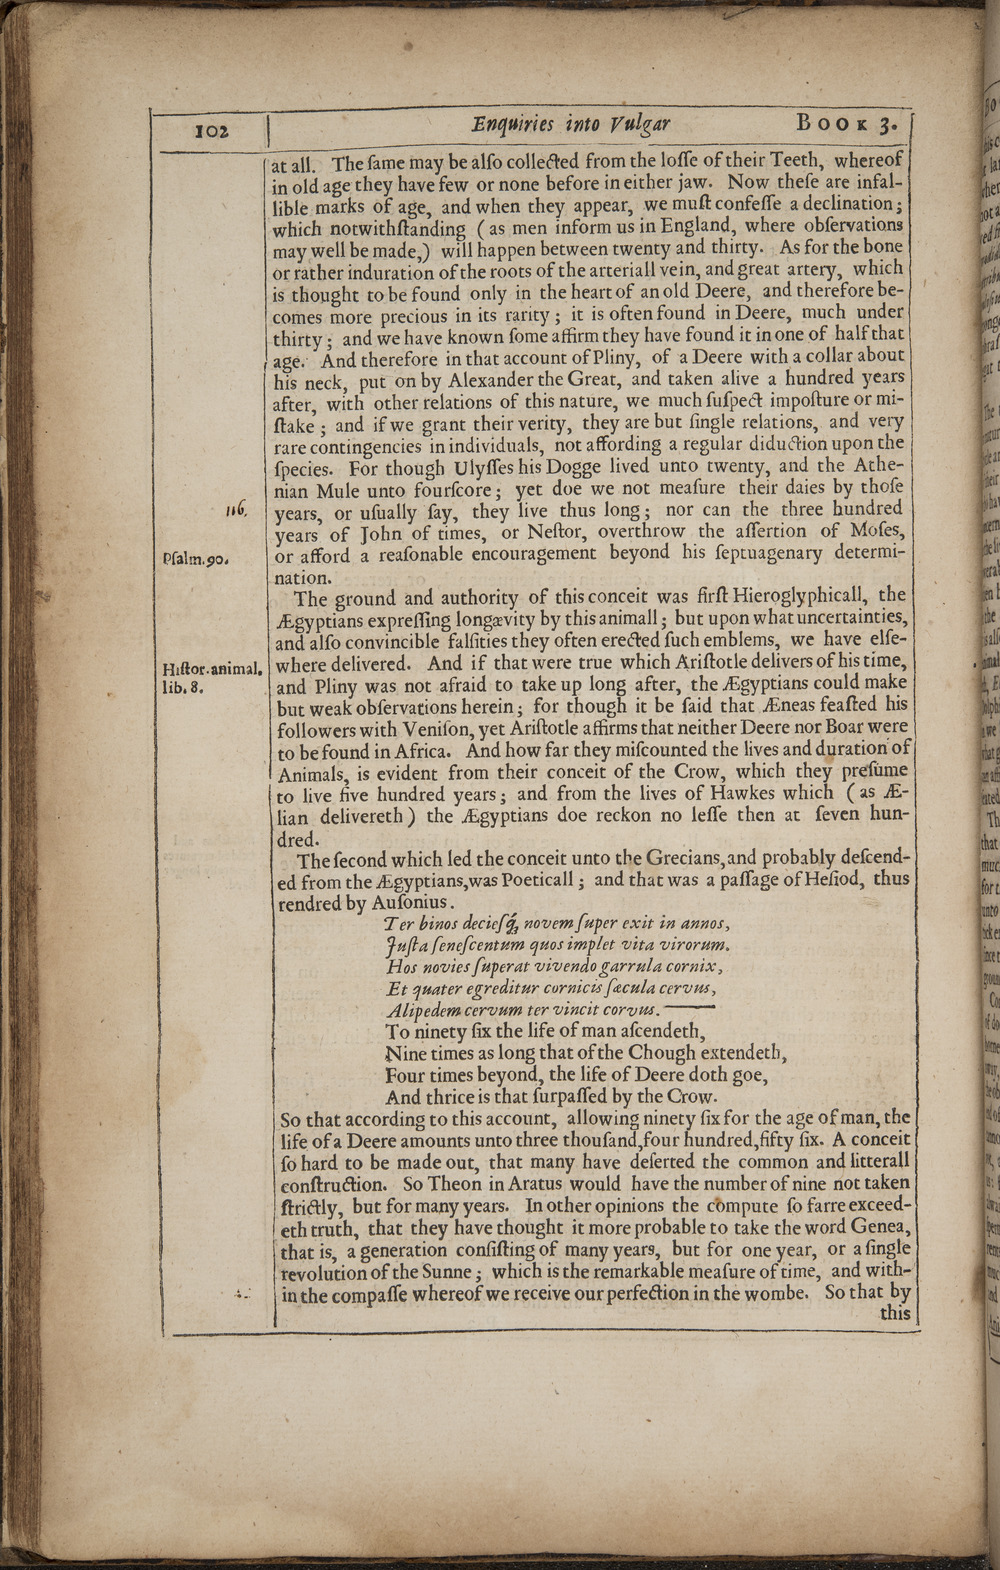 102 Enquiries into Vulgar Book 3.
at all. The ſame may be alſo collected from the loſſe of their Teeth, whereof
in old age they have few or none before in either jaw. Now theſe are infal-
lible marks of age, and when they appear, we muſt confeſſe a declination;
which notwithſtanding (as men inform us in England, where obſervations
may well be made,) will happen between twenty and thirty. As for the bone
or rather induration of the roots of the arteriall vein, and great artery, which
is thought to be found only in the heart of an old Deere, and therefore be-
comes more precious in its rarity; it is often found in Deere, much under
thirty; and we have known ſome affirm they have found it in one of half that
age. And therefore in that account of Pliny, of a Deere with a collar about
his neck, put on by Alexander the Great, and taken alive a hundred years
after, with other relations of this nature, we much ſuſpect impoſture or mi-
ſtake; and if we grant their verity, they are but ſingle relations, and very
rare contingencies in individuals, not affording a regular diduction upon the
ſpecies. For though Ulyſſes his Dogge lived unto twenty, and the Athe-
nian Mule unto fourſcore; yet doe we not meaſure their daies by thoſe
116.
years, or uſually ſay, they live thus long; nor can the three hundred
years of John of times, or Neſtor, overthrow the aſſertion of Moſes,
Pſalm. 90.
or afford a reaſonable encouragement beyond his ſeptuagenary determi-
nation.
The ground and authority of this conceit was firſt Hieroglyphicall, the
Ægyptians expreſſing longævity by this animall; but upon what uncertainties,
and alſo convincible falſities they often erected ſuch emblems, we have elſe-
Hiſtor. animal.
where delivered. And if that were true which Ariſtotle delivers of his time,
lib. 8.
and Pliny was not afraid to take up long after, the Ægyptians could make
but weak obſervations herein; for though it be ſaid that Æneas feaſted his
followers with Veniſon, yet Ariſtotle affirms that neither Deere nor Boar were
to be found in Africa. And how far they miſcounted the lives and duration of
Animals, is evident from their conceit of the Crow, which they preſume
to live five hundred years; and from the lives of Hawkes which (as Æ-
lian delivereth) the Ægyptians doe reckon no leſſe then at ſeven hun-
dred.
The ſecond which led the conceit unto the Grecians, and probably deſcend-
ed from the Ægyptians, was Poeticall; and that was a paſſage of Heſiod, thus
rendred by Auſonius.
Ter binos decieſq́; novem ſuper exit in annos,
Juſta ſeneſcentum quos implet vita virorum.
Hos novies ſuperat vivendo garrula cornix,
Et quater egreditur cornicis ſæcula cervus,
Alipedem cervum ter vincit corvus. ——
To ninety ſix the life of man aſcendeth,
Nine times as long that of the Chough extendeth,
Four times beyond, the life of Deere doth goe,
And thrice is that ſurpaſſed by the Crow.
So that according to this account, allowing ninety ſix for the age of man, the
life of a Deere amounts unto three thouſand, four hundred, fifty ſix. A conceit
ſo hard to be made out, that many have deſerted the common and litterall
conſtruction. So Theon in Aratus would have the number of nine not taken
ſtrictly, but for many years. In other opinions the compute ſo farre exceed-
eth truth, that they have thought it more probable to take the word Genea,
that is, a generation conſiſting of many years, but for one year, or a ſingle
revolution of the Sunne; which is the remarkable meaſure of time, and with-
in the compaſſe whereof we receive our perfection in the wombe. So that by
this